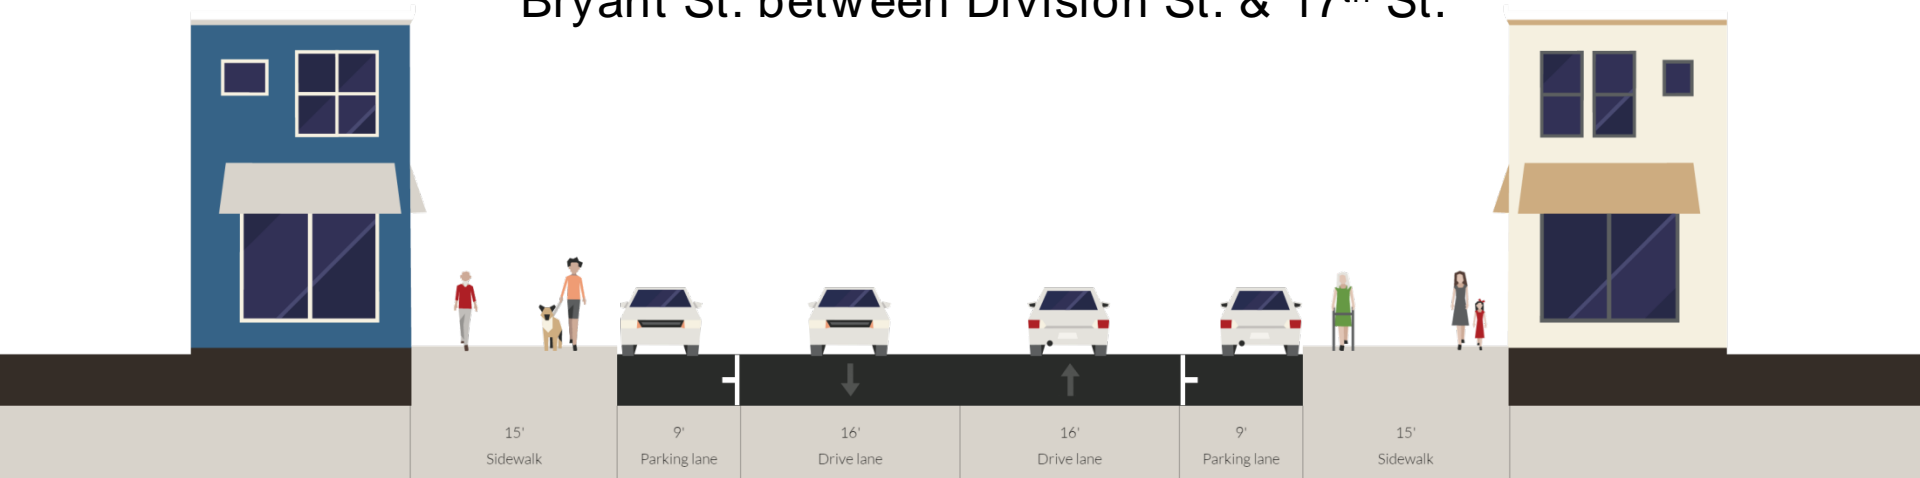 Bryant St. between Division St. & 17th St.
15' 9' 16' 16' 9' 15'
Sidewalk Parking lane Drive lane Drive lane Parking lane Sidewalk